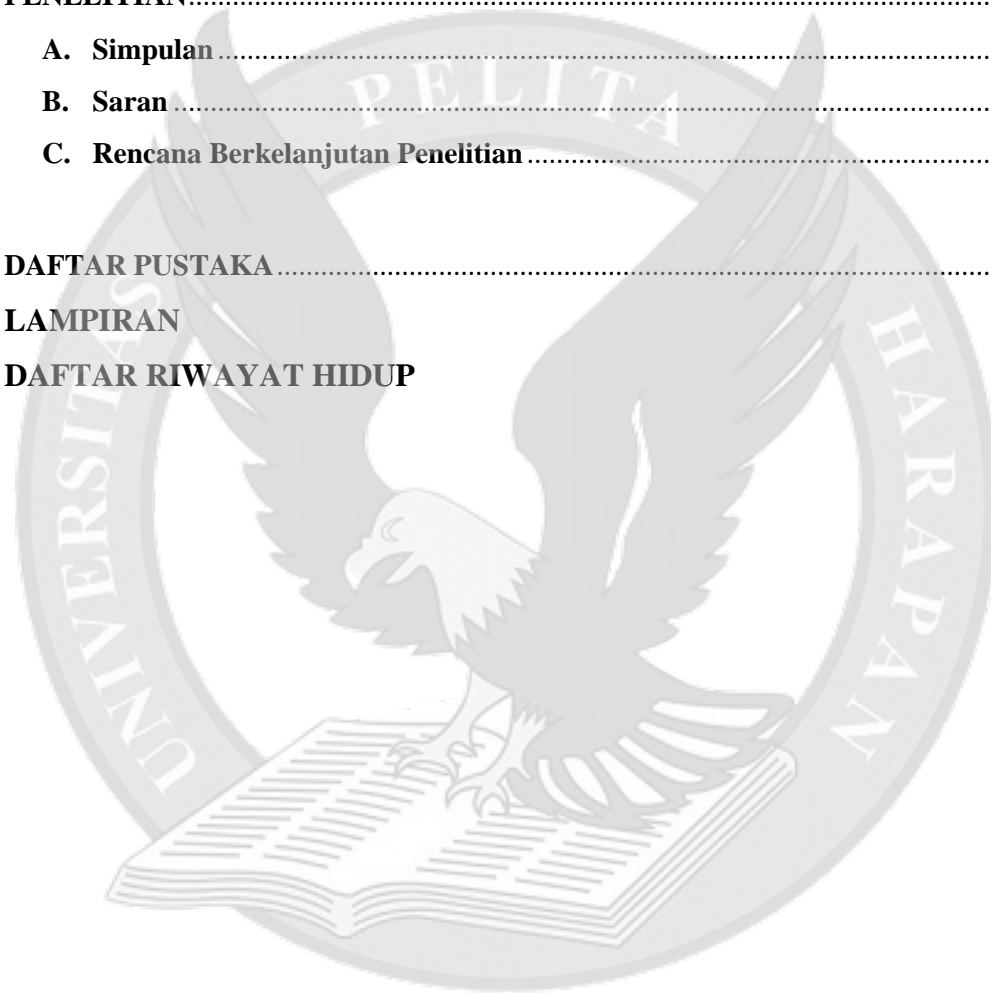 PENELITIAN
A. Simpulan
B. Saran
C. Rencana Berkelanjutan Penelitian
DAFTAR PUSTAKA
LAMPIRAN
DAFTAR RIWAYAT HIDUP
UNIVERSITAS PELITA HARAPAN